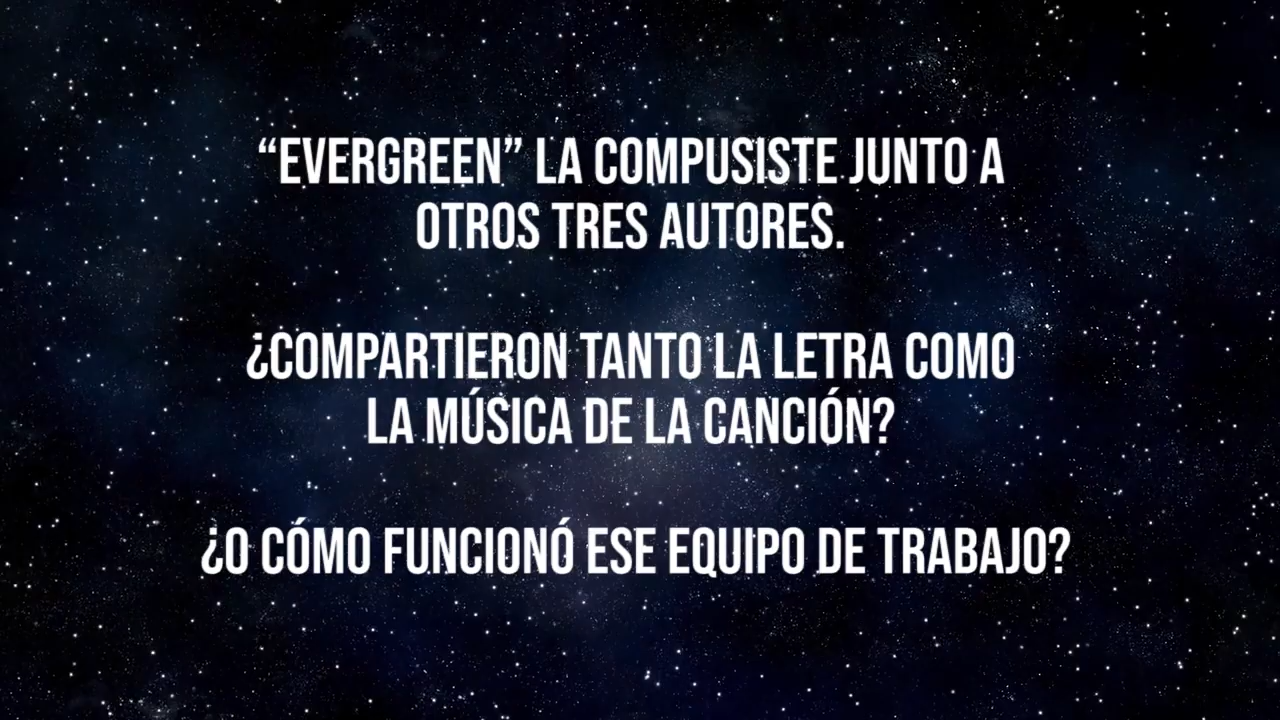 “EVERGREEN” LA COMPUSISTE JUNTO A
OTROS TRES AUTORES.
¿COMPARTIERON TANTO LA LETRA COMO
LA MÚSICA DE LA CANCIÓN?
¿O CÓMO FUNCIONÓ ESE EQUIPO DE TRABAJO?